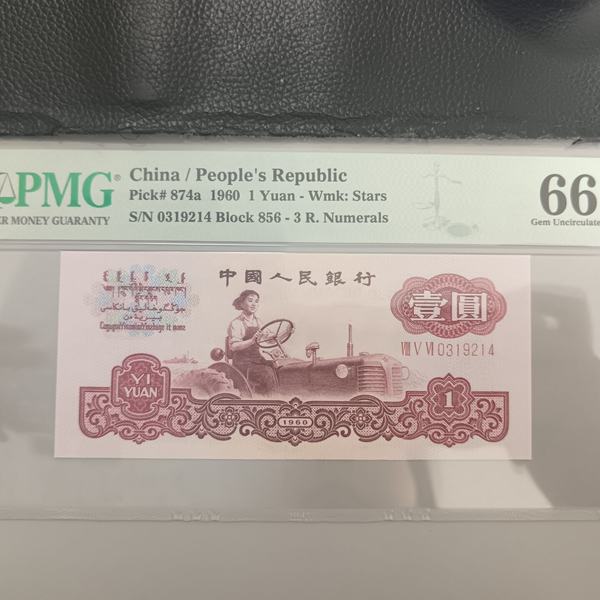 PMG®
ER MONEY GUARANTY
China / People's Republic
Pick# 874a 1960 1 Yuan - Wmk: Stars
S/N 0319214 Block 856 - 3 R. Numerals
66
Gem Uncirculate
中國人民銀行
壹圓
VIII V VI 0319214
YI
YUAN
1
1960